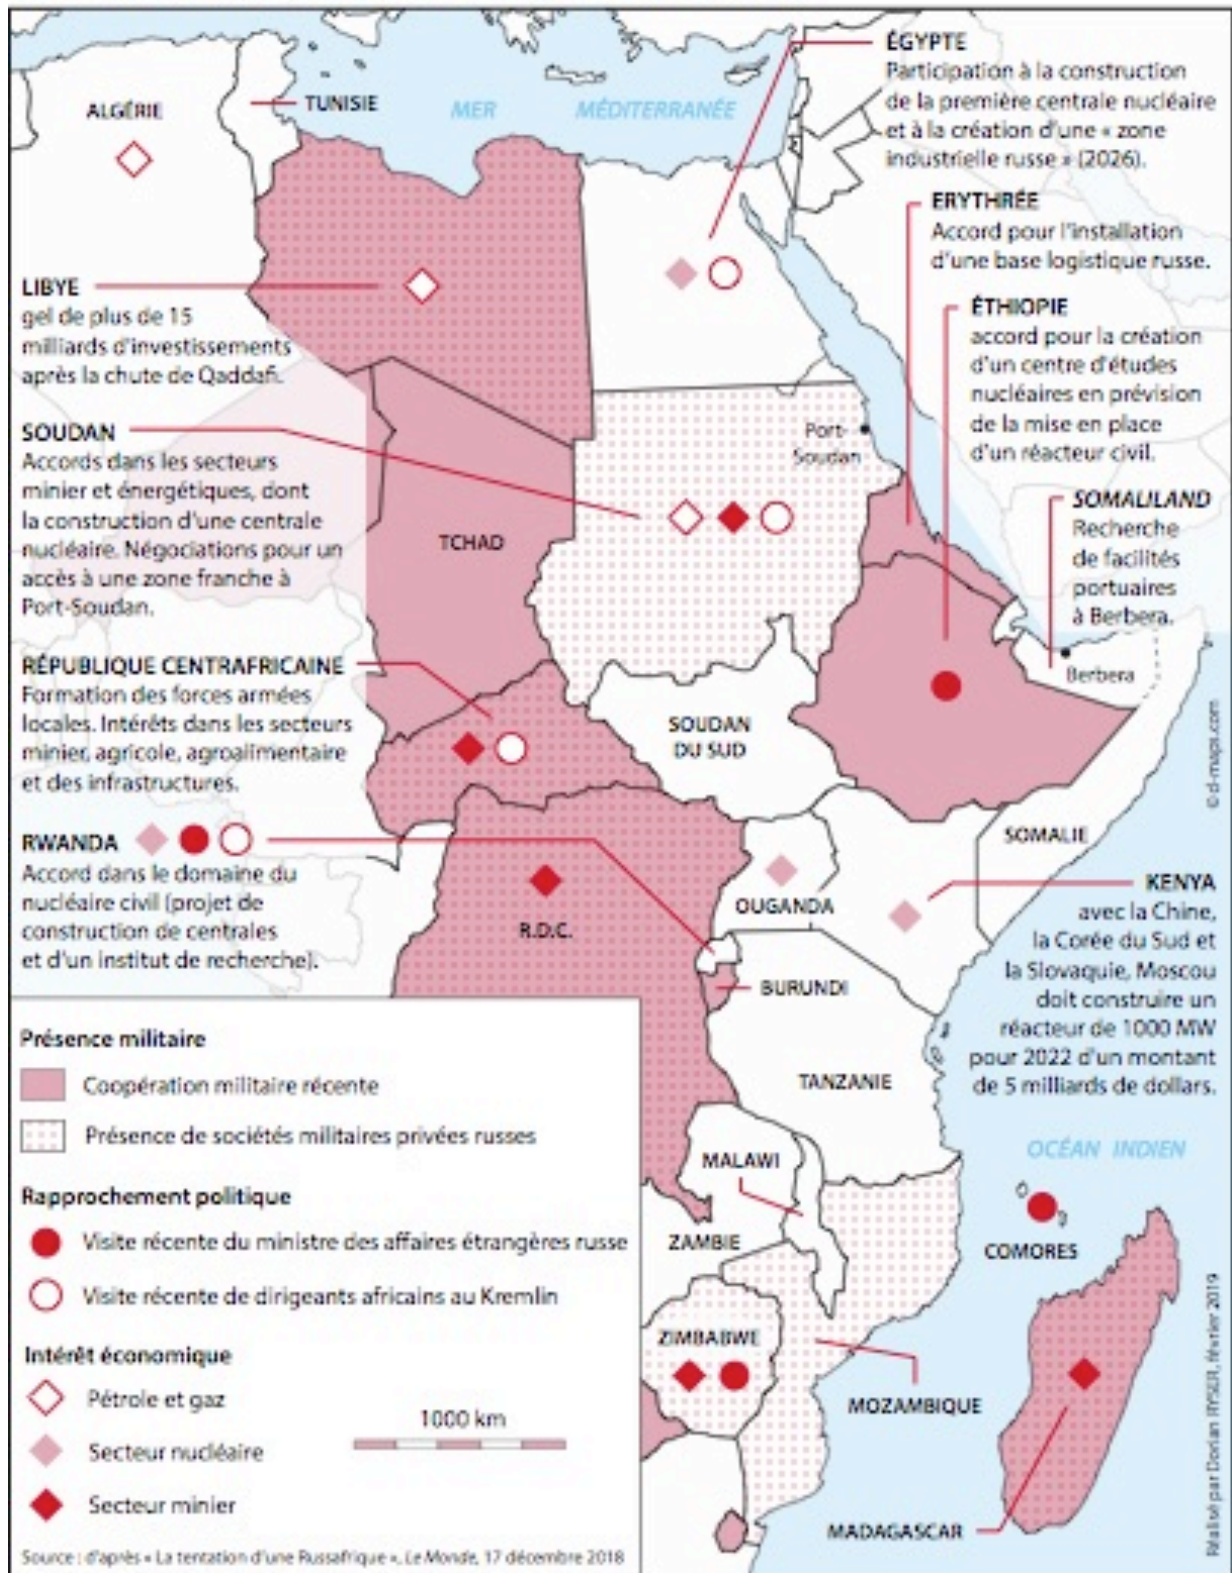 ALGÉRIE
TUNISIE
MER MÉDITERRANÉE
ÉGYPTE
Participation à la construction
de la première centrale nucléaire
et à la création d'une « zone
industrielle russe » (2026).
ERYTHRÉE
Accord pour l'installation
d'une base logistique russe.
LIBYE
gel de plus de 15
milliards d'investissements
après la chute de Qaddafi.
ÉTHIOPIE
accord pour la création
d'un centre d'études
nucléaires en prévision
de la mise en place
d'un réacteur civil.
SOUDAN
Accords dans les secteurs
minier et énergétiques, dont
la construction d'une centrale
nucléaire. Négociations pour un
accès à une zone franche à
Port-Soudan.
Port-
Soudan
TCHAD
SOMALILAND
Recherche
de facilités
portuaires
à Berbera.
Berbera
RÉPUBLIQUE CENTRAFRICAINE
Formation des forces armées
locales. Intérêts dans les secteurs
minier, agricole, agroalimentaire
et des infrastructures.
SOUDAN
DU SUD
© d-maps.com
SOMALIE
RWANDA
Accord dans le domaine du
nucléaire civil (projet de
construction de centrales
et d'un institut de recherche).
R.D.C.
OUGANDA
KENYA
avec la Chine,
la Corée du Sud et
la Slovaquie, Moscou
doit construire un
réacteur de 1000 MW
pour 2022 d'un montant
de 5 milliards de dollars.
BURUNDI
TANZANIE
OCÉAN INDIEN
MALAWI
ZAMBIE
COMORES
ZIMBABWE
MOZAMBIQUE
MADAGASCAR
Présence militaire
Coopération militaire récente
Présence de sociétés militaires privées russes
Rapprochement politique
Visite récente du ministre des affaires étrangères russe
Visite récente de dirigeants africains au Kremlin
Intérêt économique
Pétrole et gaz
Secteur nucléaire
Secteur minier
1000 km
Source : d'après « La tentation d'une Russafrique », Le Monde, 17 décembre 2018
Réalisé par Dorian RYSER, février 2019